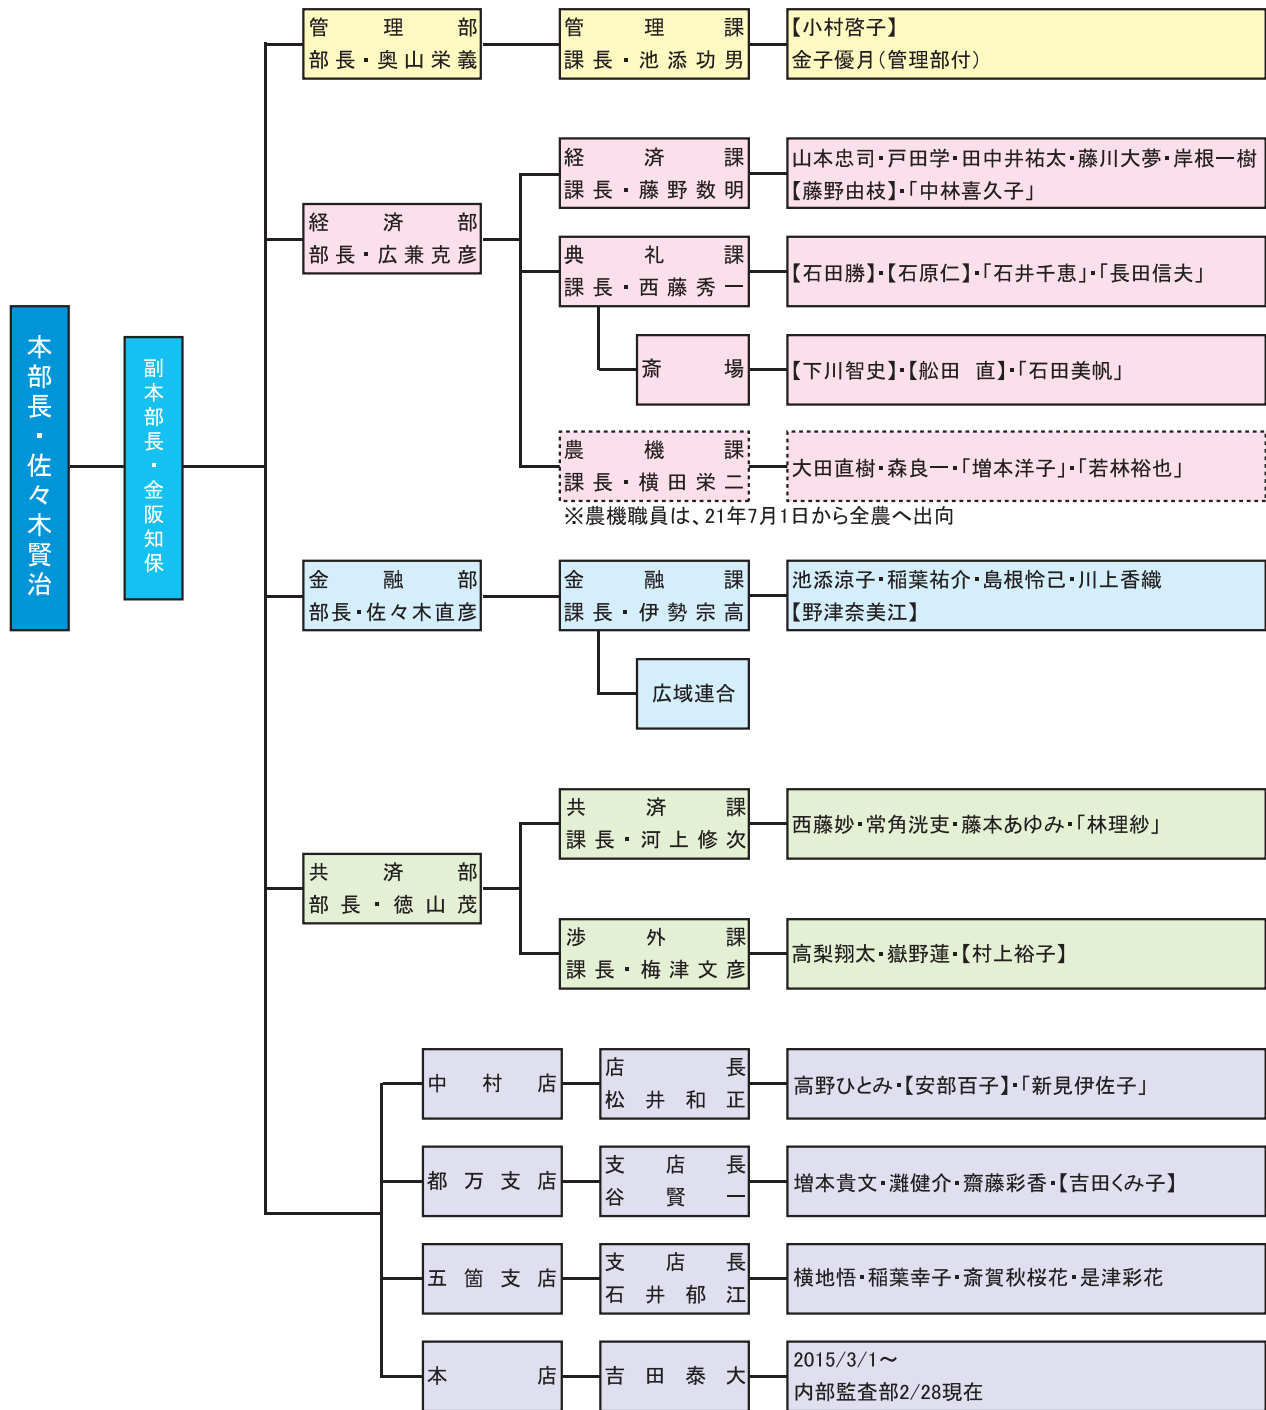 本部長・佐々木賢治
副本部長・金阪知保
管理部
部長・奥山栄義
管理課
課長・池添功男
【小村啓子】
金子優月(管理部付)
経済部
部長・広兼克彦
経済課
課長・藤野数明
山本忠司・戸田学・田中井祐太・藤川大夢・岸根一樹
【藤野由枝】・「中林喜久子」
典礼課
課長・西藤秀一
【石田勝】・【石原仁】・「石井千恵」・「長田信夫」
斎場
【下川智史】・【舩田　直】・「石田美帆」
農機課
課長・横田栄二
大田直樹・森良一・「増本洋子」・「若林裕也」
※農機職員は、21年7月1日から全農へ出向
金融部
部長・佐々木直彦
金融課
課長・伊勢宗高
池添涼子・稲葉祐介・島根怜己・川上香織
【野津奈美江】
広域連合
共済部
部長・徳山茂
共済課
課長・河上修次
西藤妙・常角洸吏・藤本あゆみ・「林理紗」
渉外課
課長・梅津文彦
高梨翔太・嶽野蓮・【村上裕子】
中村店
店長
松井和正
高野ひとみ・【安部百子】・「新見伊佐子」
都万支店
支店長
谷賢一
増本貴文・灘健介・齋藤彩香・【吉田くみ子】
五箇支店
支店長
石井郁江
横地悟・稲葉幸子・斎賀秋桜花・是津彩花
本店
吉田泰大
2015/3/1～
内部監査部2/28現在